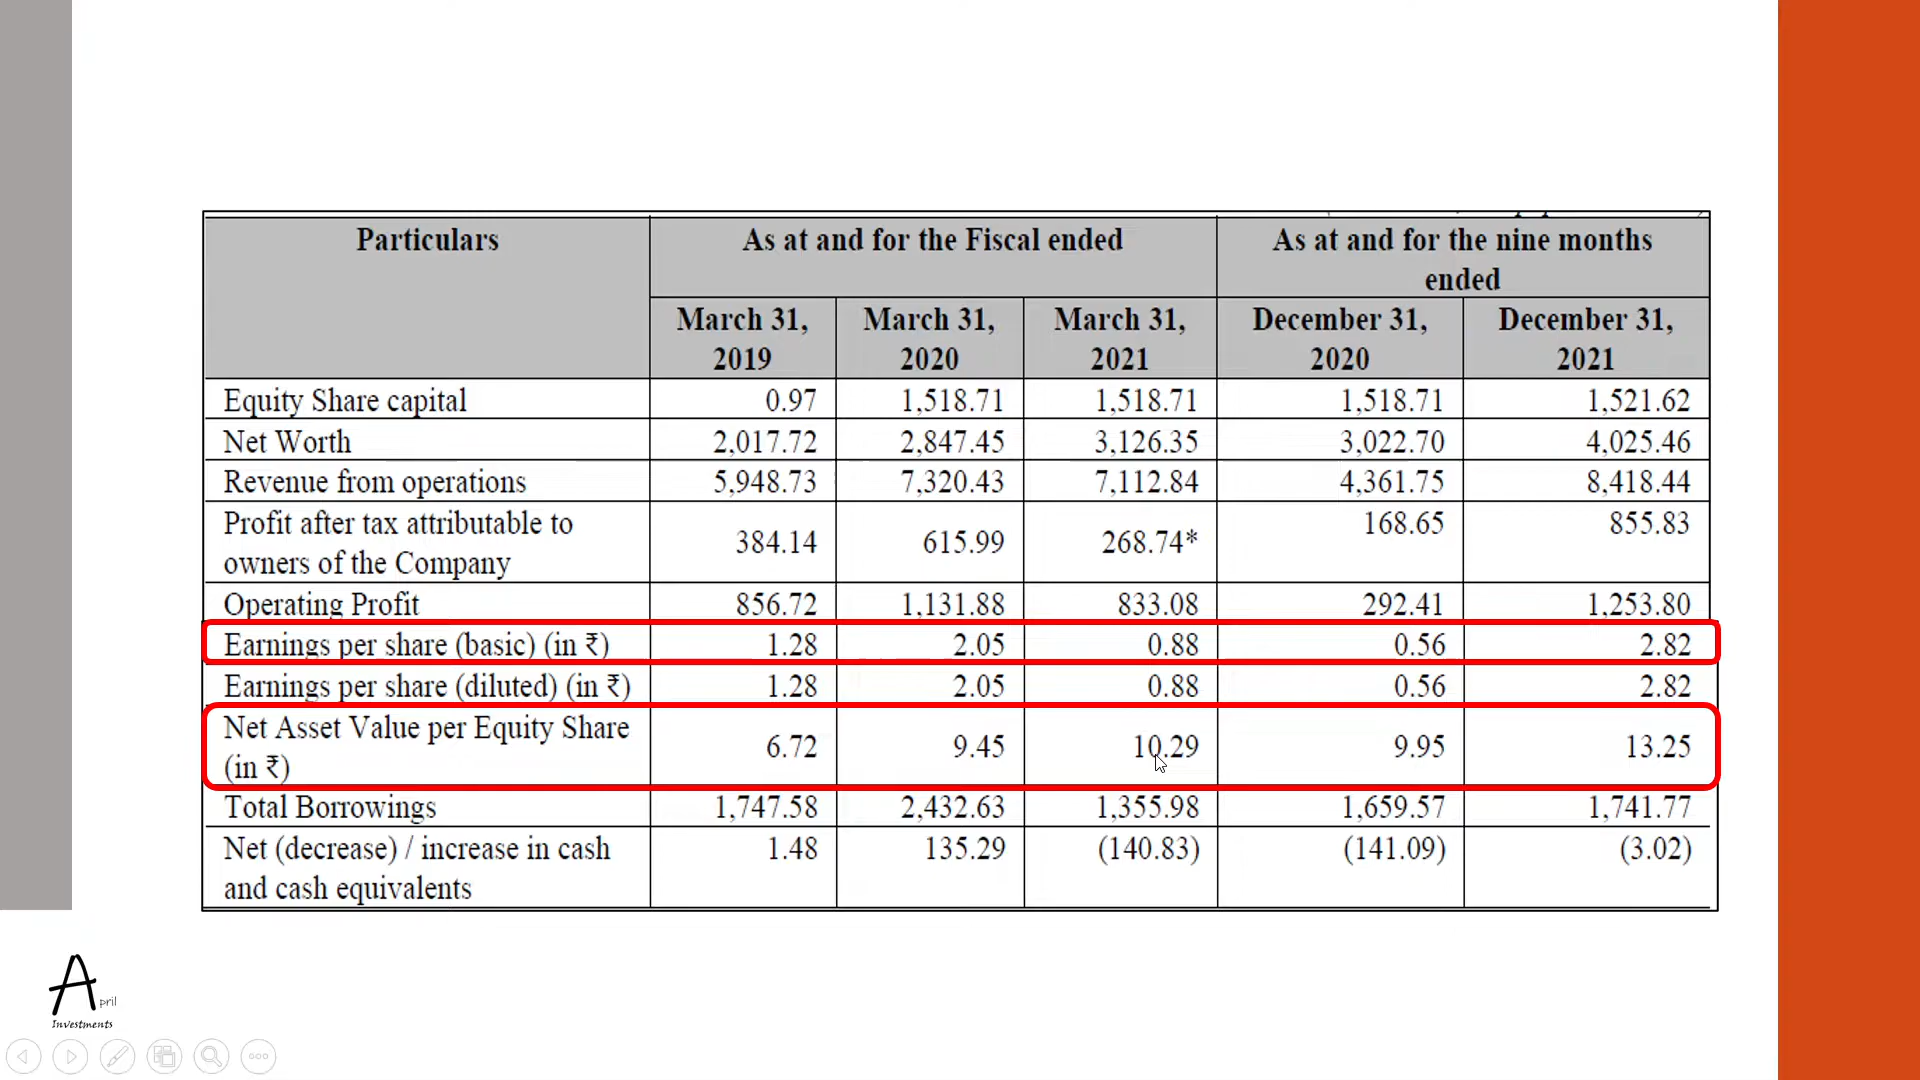 Particulars
As at and for the Fiscal ended
As at and for the nine months
ended
March 31,
2019
March 31,
2020
March 31,
2021
December 31,
2020
December 31,
2021
Equity Share capital 0.97 1,518.71 1,518.71 1,518.71 1,521.62
Net Worth 2,017.72 2,847.45 3,126.35 3,022.70 4,025.46
Revenue from operations 5,948.73 7,320.43 7,112.84 4,361.75 8,418.44
Profit after tax attributable to
owners of the Company 384.14 615.99 268.74* 168.65 855.83
Operating Profit 856.72 1,131.88 833.08 292.41 1,253.80
Earnings per share (basic) (in ₹) 1.28 2.05 0.88 0.56 2.82
Earnings per share (diluted) (in ₹) 1.28 2.05 0.88 0.56 2.82
Net Asset Value per Equity Share
(in ₹) 6.72 9.45 10.29 9.95 13.25
Total Borrowings 1,747.58 2,432.63 1,355.98 1,659.57 1,741.77
Net (decrease) / increase in cash
and cash equivalents 1.48 135.29 (140.83) (141.09) (3.02)
April
Investments